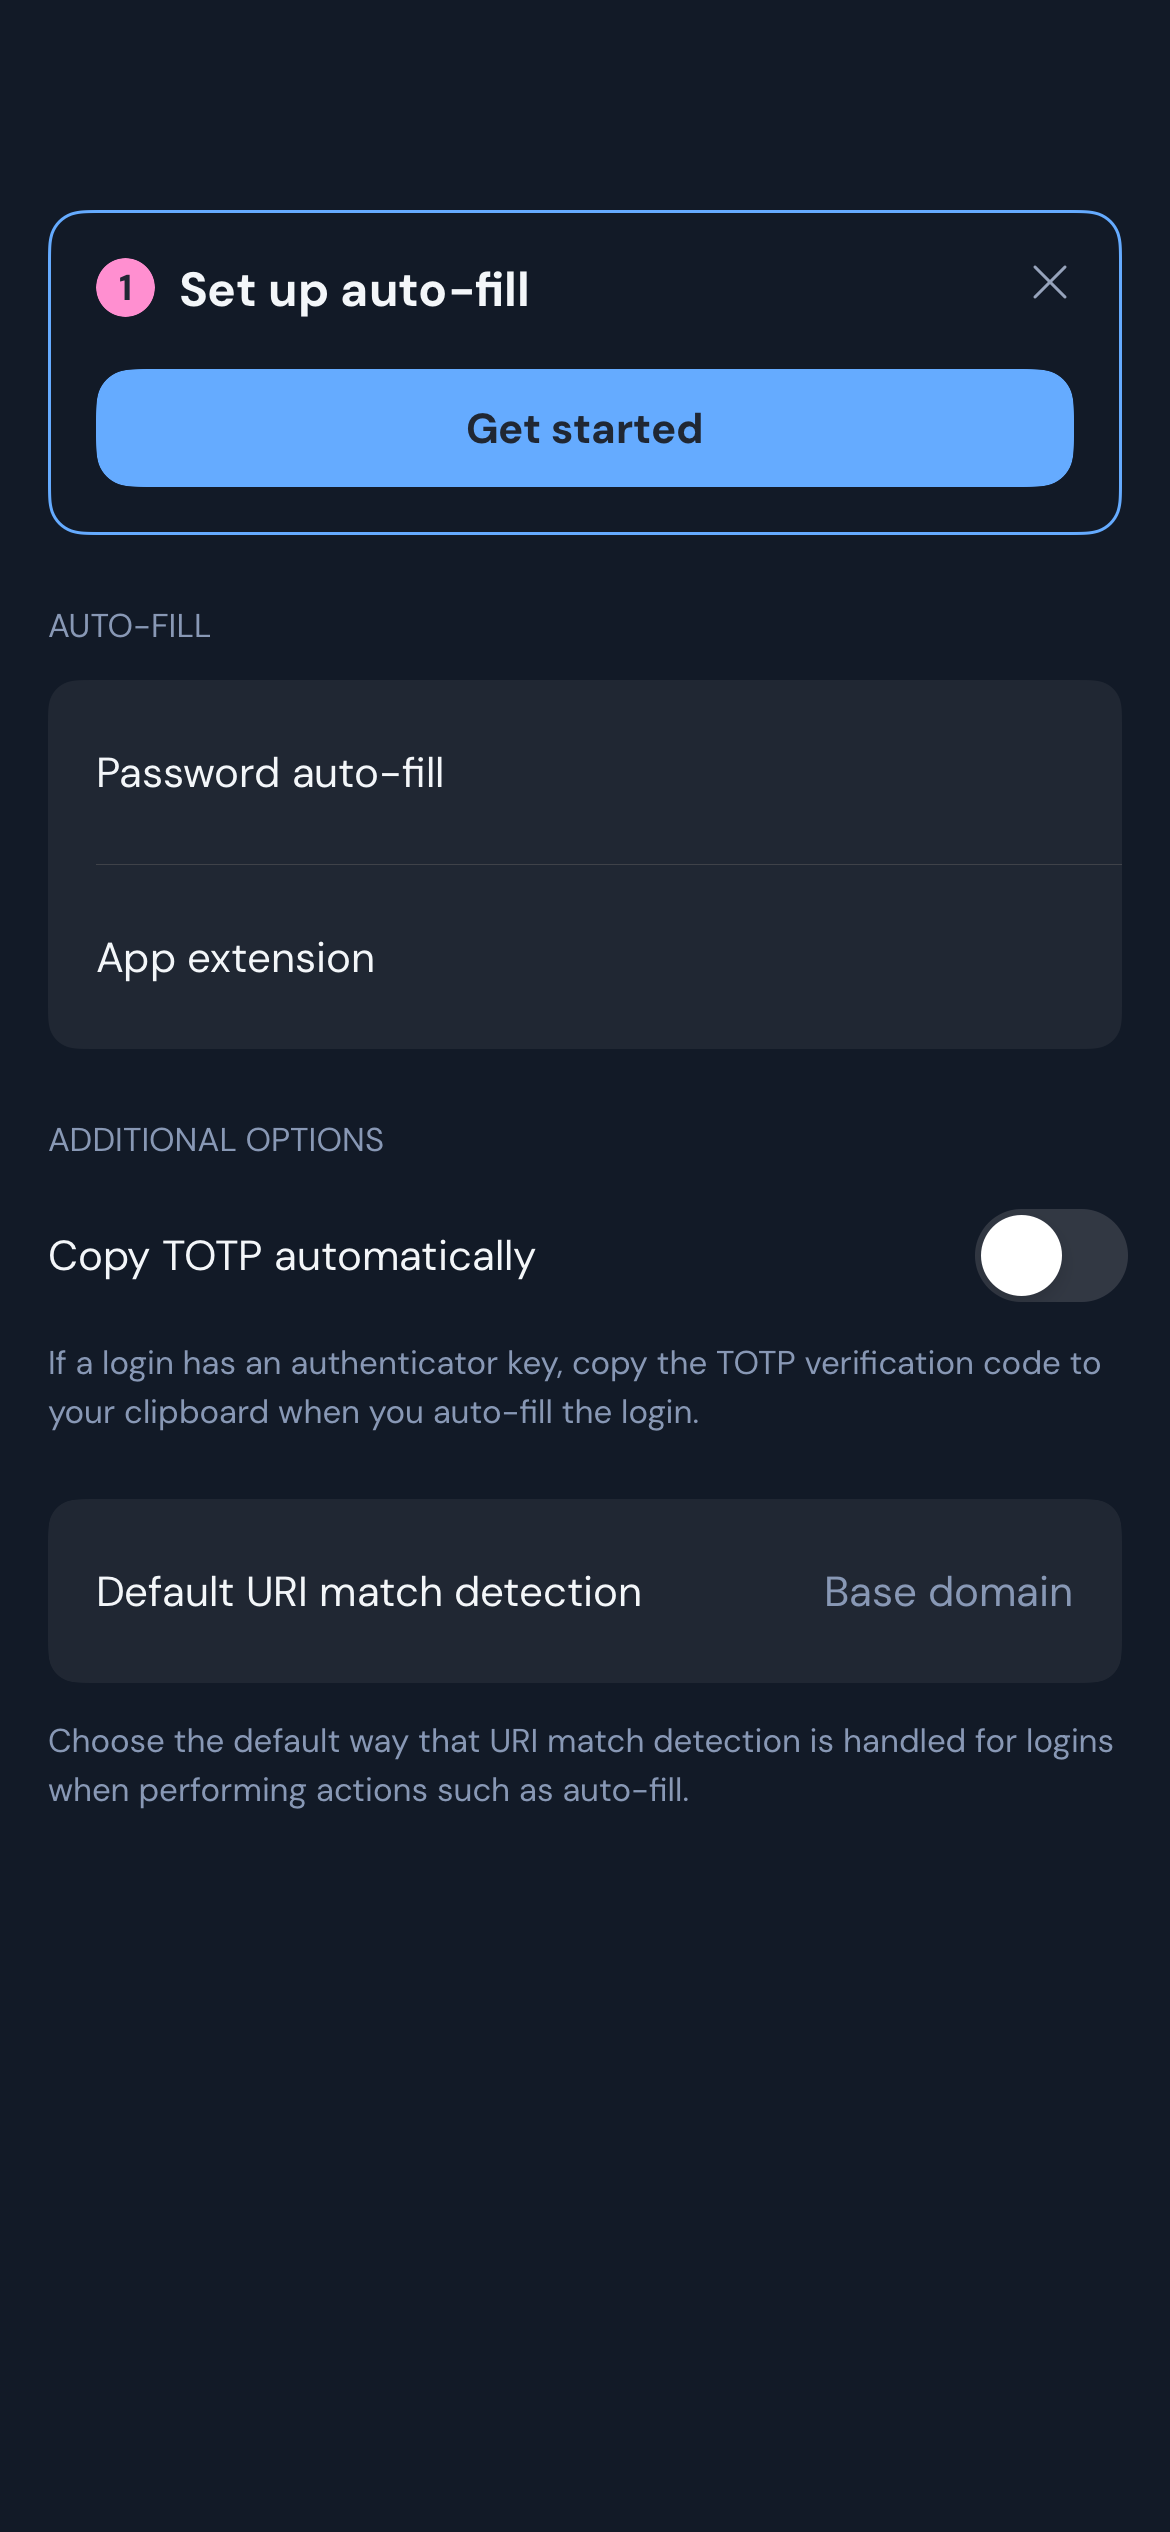 1 Set up auto-fill
Get started
AUTO-FILL
Password auto-fill
App extension
ADDITIONAL OPTIONS
Copy TOTP automatically
If a login has an authenticator key, copy the TOTP verification code to
your clipboard when you auto-fill the login.
Default URI match detection Base domain
Choose the default way that URI match detection is handled for logins
when performing actions such as auto-fill.